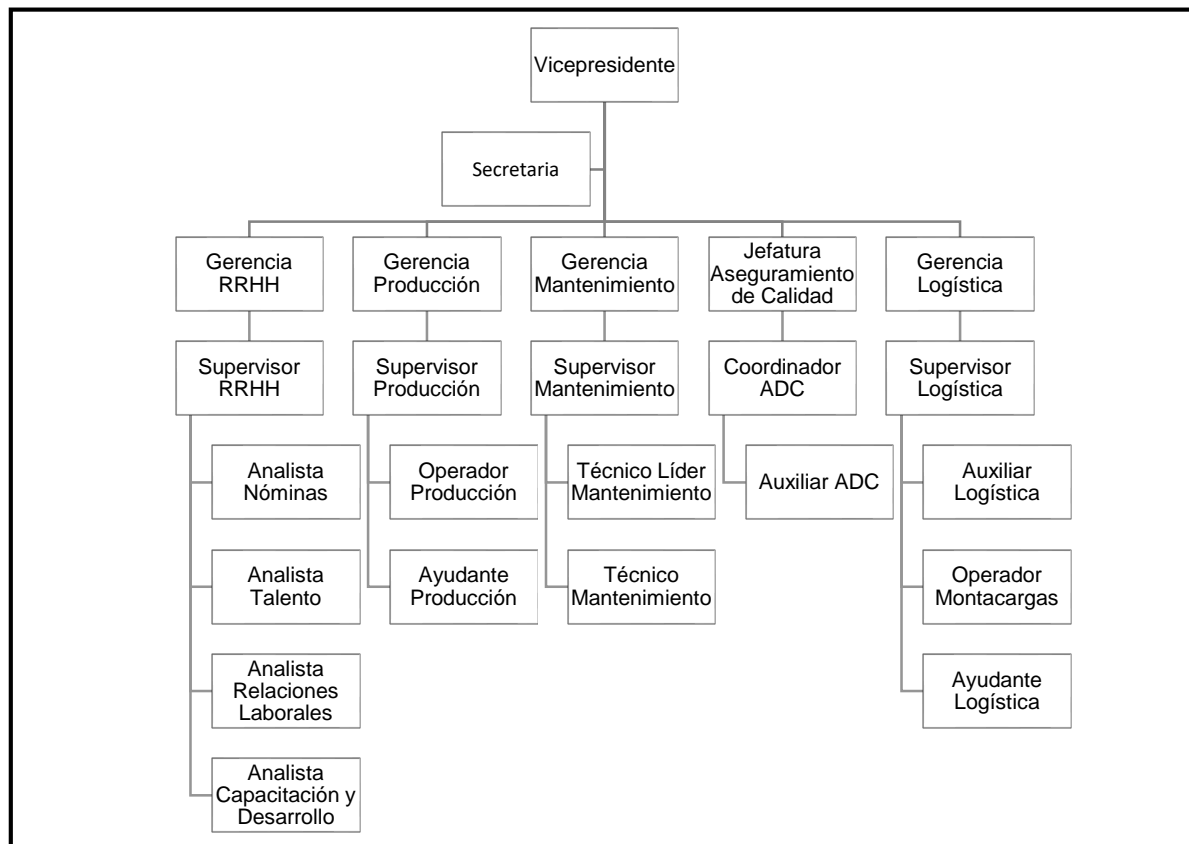 Vicepresidente
Secretaria
Gerencia
RRHH
Gerencia
Producción
Gerencia
Mantenimiento
Jefatura
Aseguramiento
de Calidad
Gerencia
Logística
Supervisor
RRHH
Supervisor
Producción
Supervisor
Mantenimiento
Coordinador
ADC
Supervisor
Logística
Analista
Nóminas
Operador
Producción
Técnico Líder
Mantenimiento
Auxiliar ADC
Auxiliar
Logística
Analista
Talento
Ayudante
Producción
Técnico
Mantenimiento
Operador
Montacargas
Analista
Relaciones
Laborales
Ayudante
Logística
Analista
Capacitación y
Desarrollo